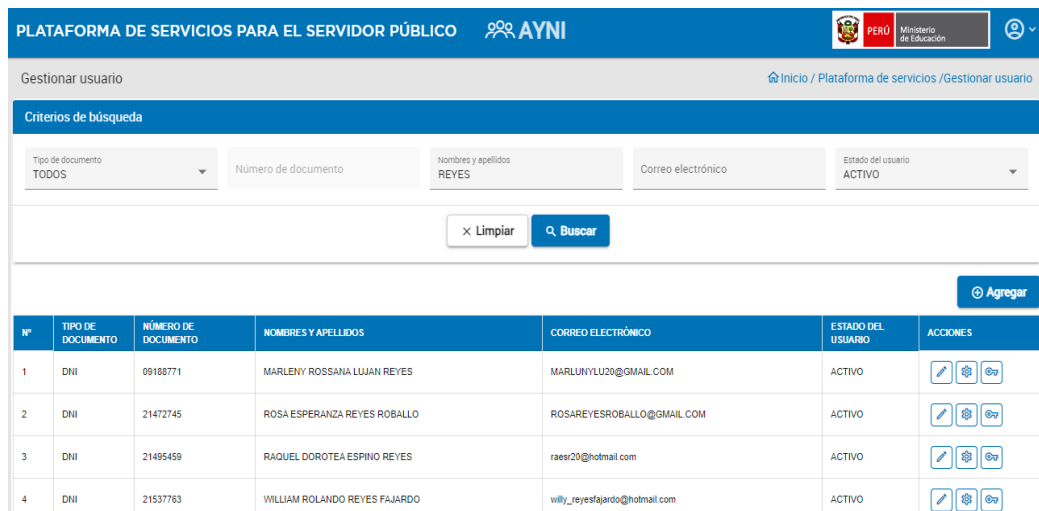 PLATAFORMA DE SERVICIOS PARA EL SERVIDOR PÚBLICO AYNI PERÚ Ministerio de Educación
Gestionar usuario Inicio / Plataforma de servicios /Gestionar usuario
Criterios de búsqueda
Tipo de documento Nombres y apellidos Estado del usuario
TODOS Número de documento REYES Correo electrónico ACTIVO
Limpiar Buscar
Agregar
Nº TIPO DE DOCUMENTO NÚMERO DE DOCUMENTO NOMBRES Y APELLIDOS CORREO ELECTRÓNICO ESTADO DEL USUARIO ACCIONES
1 DNI 09188771 MARLENY ROSSANA LUJAN REYES MARLUNYLU20@GMAIL.COM ACTIVO
2 DNI 21472745 ROSA ESPERANZA REYES ROBALLO ROSAREYESROBALLO@GMAIL.COM ACTIVO
3 DNI 21495459 RAQUEL DOROTEA ESPINO REYES raesr20@hotmail.com ACTIVO
4 DNI 21537763 WILLIAM ROLANDO REYES FAJARDO willy_reyesfajardo@hotmail.com ACTIVO